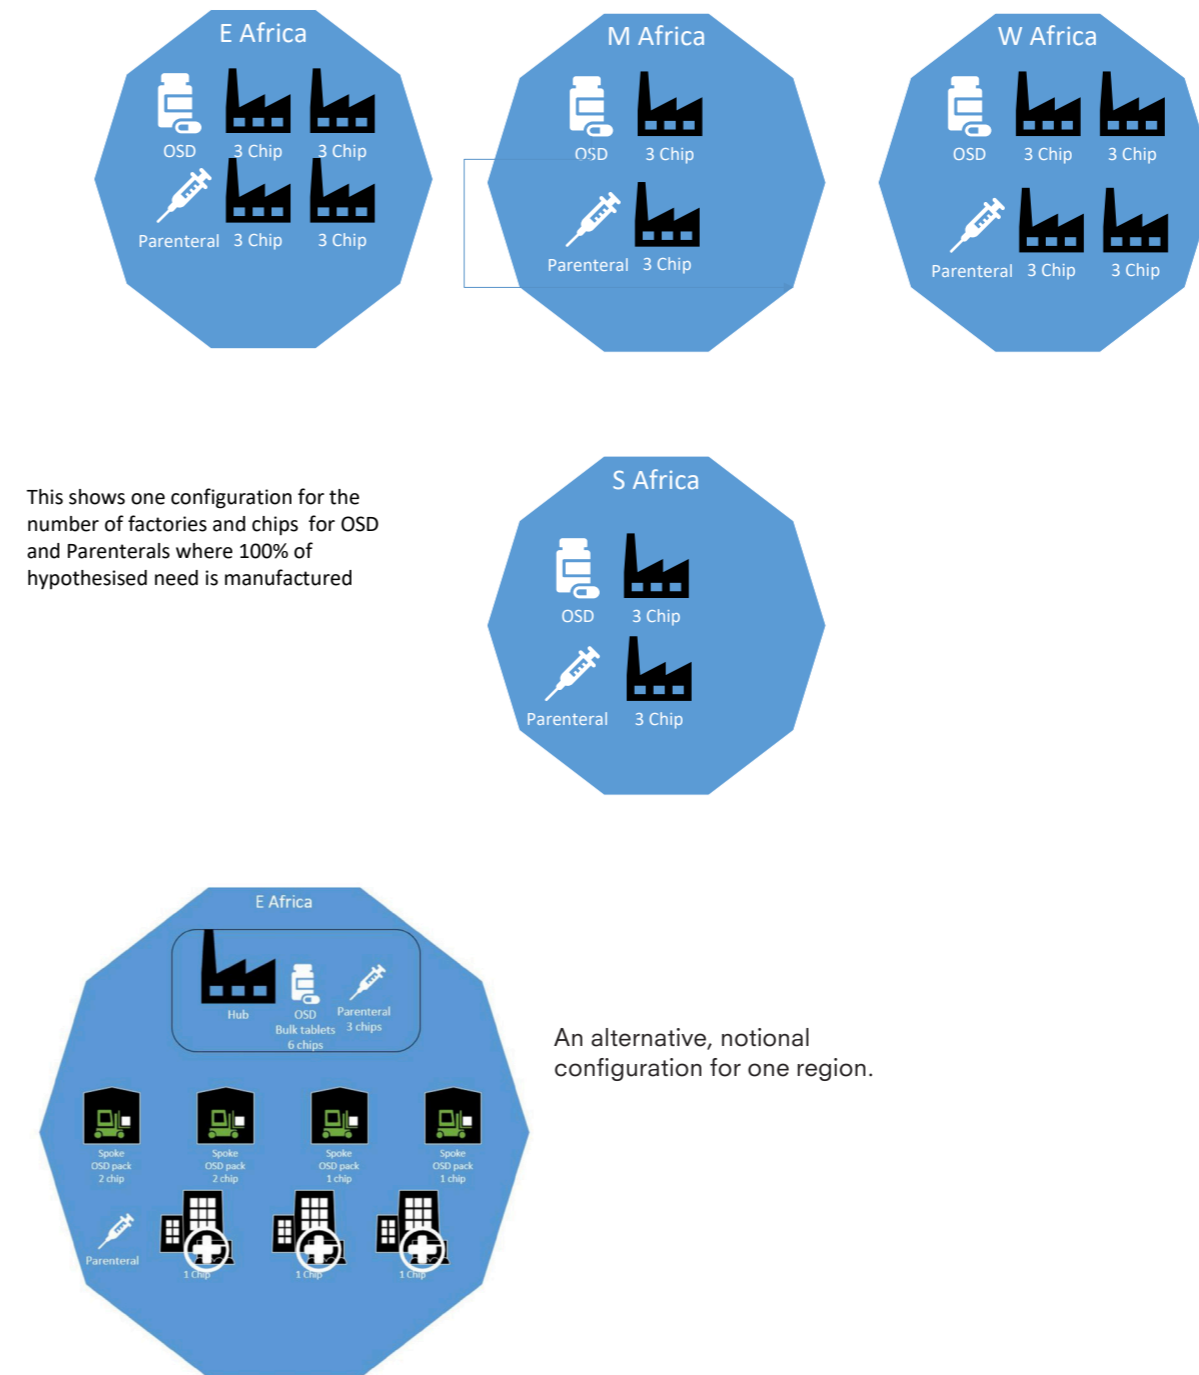 E Africa
OSD 3 Chip 3 Chip
Parenteral 3 Chip 3 Chip
M Africa
OSD 3 Chip
Parenteral 3 Chip
W Africa
OSD 3 Chip 3 Chip
Parenteral 3 Chip 3 Chip
This shows one configuration for the
number of factories and chips for OSD
and Parenterals where 100% of
hypothesised need is manufactured
S Africa
OSD 3 Chip
Parenteral 3 Chip
E Africa
Hub
OSD
Bulk tablets
6 chips
Parenteral
3 chips
Spoke
OSD pack
2 chip
Spoke
OSD pack
2 chip
Spoke
OSD pack
1 chip
Spoke
OSD pack
1 chip
Parenteral
1 Chip
1 Chip
1 Chip
An alternative, notional
configuration for one region.